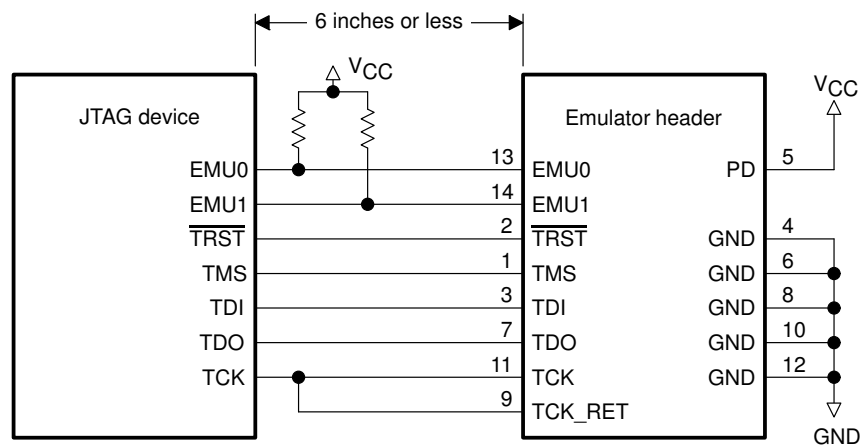 6 inches or less
VCC
VCC
JTAG device
Emulator header
EMU0 13 EMU0 PD 5
EMU1 14 EMU1
TRST 2 TRST GND 4
TMS 1 TMS GND 6
TDI 3 TDI GND 8
TDO 7 TDO GND 10
TCK 11 TCK GND 12
9 TCK_RET
GND